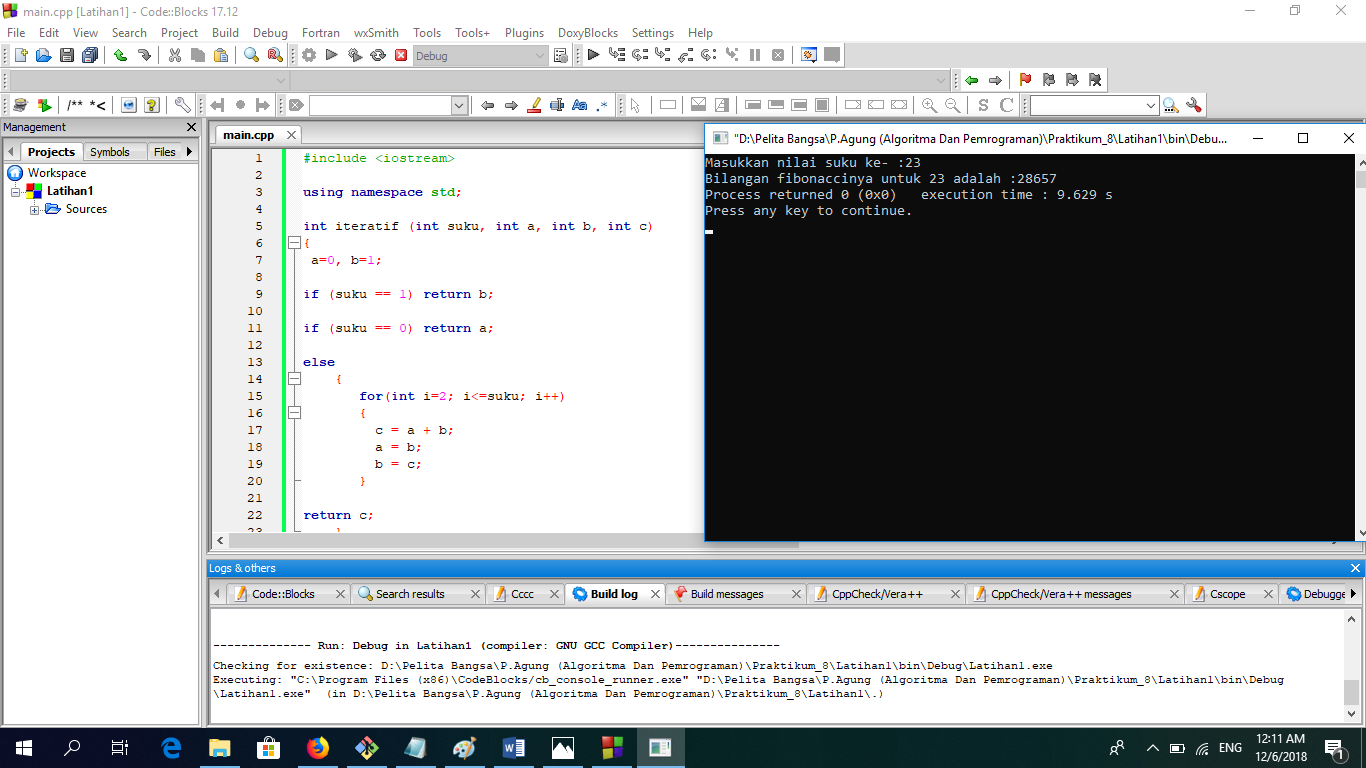 main.cpp [Latihan1] - Code::Blocks 17.12
File Edit View Search Project Build Debug Fortran wxSmith Tools Tools+ Plugins DoxyBlocks Settings Help
Debug
/** *<
Aa .*
S C
Management
Projects Symbols Files
Workspace
Latihan1
Sources
main.cpp
1 #include <iostream>
2
3 using namespace std;
4
5 int iteratif (int suku, int a, int b, int c)
6 {
7 a=0, b=1;
8
9 if (suku == 1) return b;
10
11 if (suku == 0) return a;
12
13 else
14 {
15 for(int i=2; i<=suku; i++)
16 {
17 c = a + b;
18 a = b;
19 b = c;
20 }
21
22 return c;
23 }
"D:\Pelita Bangsa\P.Agung (Algoritma Dan Pemrograman)\Praktikum_8\Latihan1\bin\Debu...
Masukkan nilai suku ke- :23
Bilangan fibonaccinya untuk 23 adalah :28657
Process returned 0 (0x0)   execution time : 9.629 s
Press any key to continue.
Logs & others
Code::Blocks Search results Cccc Build log Build messages CppCheck/Vera++ CppCheck/Vera++ messages Cscope Debugge
-------------- Run: Debug in Latihan1 (compiler: GNU GCC Compiler)---------------
Checking for existence: D:\Pelita Bangsa\P.Agung (Algoritma Dan Pemrograman)\Praktikum_8\Latihan1\bin\Debug\Latihan1.exe
Executing: "C:\Program Files (x86)\CodeBlocks/cb_console_runner.exe" "D:\Pelita Bangsa\P.Agung (Algoritma Dan Pemrograman)\Praktikum_8\Latihan1\bin\Debug
\Latihan1.exe"  (in D:\Pelita Bangsa\P.Agung (Algoritma Dan Pemrograman)\Praktikum_8\Latihan1\.)
ENG
12:11 AM
12/6/2018
1